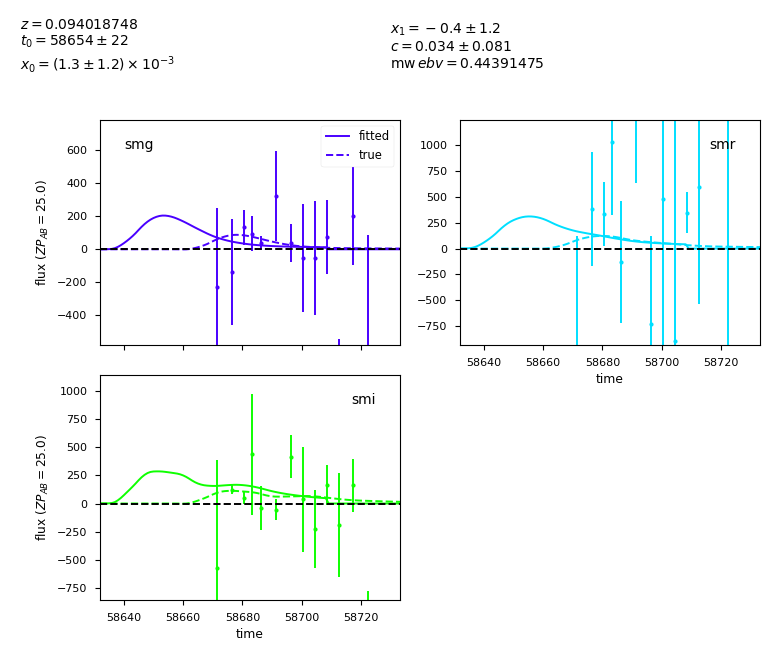 z = 0.094018748
t₀ = 58654 ± 22
x₀ = (1.3 ± 1.2) × 10⁻³
x₁ = −0.4 ± 1.2
c = 0.034 ± 0.081
mw ebv = 0.44391475
smg
fitted
true
600
400
200
0
−200
−400
flux (ZP_AB = 25.0)
smr
1000
750
500
250
0
−250
−500
−750
58640 58660 58680 58700 58720
time
smi
1000
750
500
250
0
−250
−500
−750
flux (ZP_AB = 25.0)
58640 58660 58680 58700 58720
time